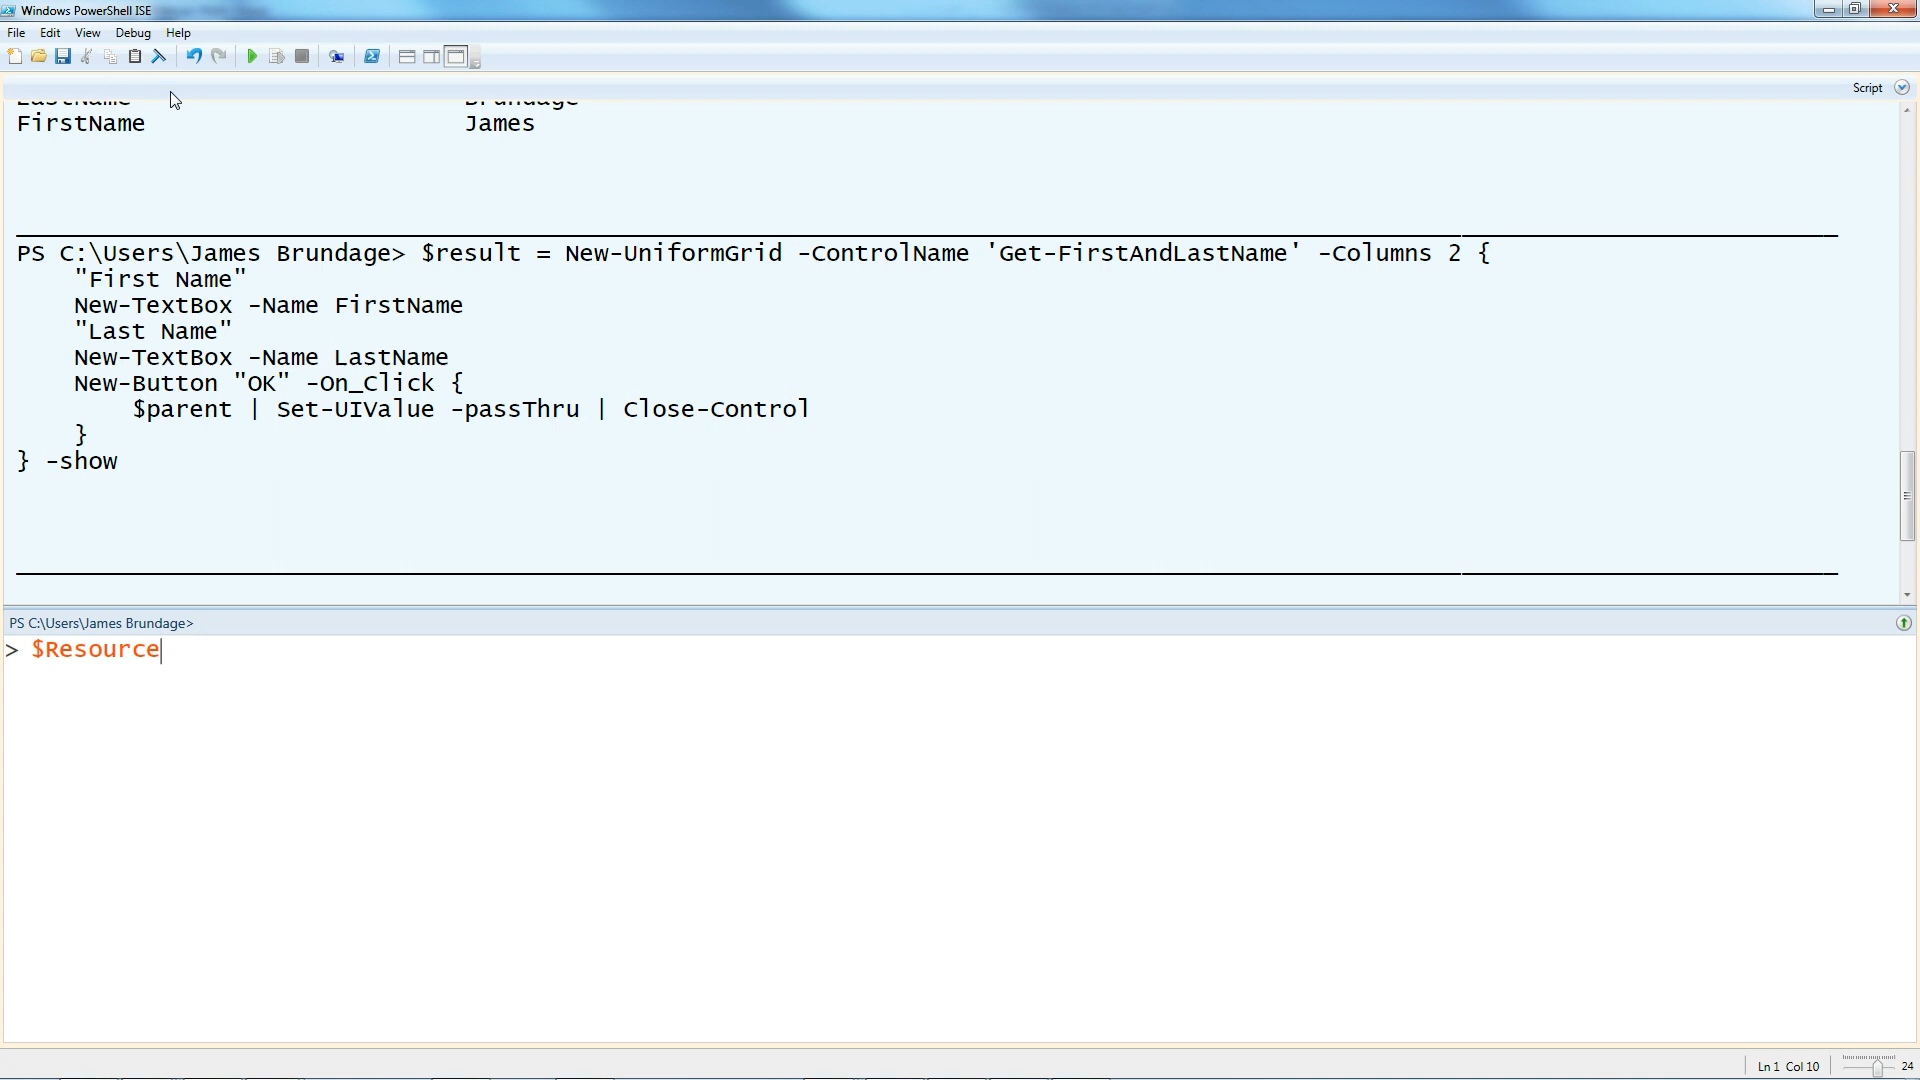 Windows PowerShell ISE
File Edit View Debug Help
Script
LastName Brundage
FirstName James
PS C:\Users\James Brundage> $result = New-UniformGrid -ControlName 'Get-FirstAndLastName' -Columns 2 {
"First Name"
New-TextBox -Name FirstName
"Last Name"
New-TextBox -Name LastName
New-Button "OK" -On_Click {
$parent | Set-UIValue -passThru | Close-Control
}
} -show
PS C:\Users\James Brundage>
> $Resource
Ln 1 Col 10 24